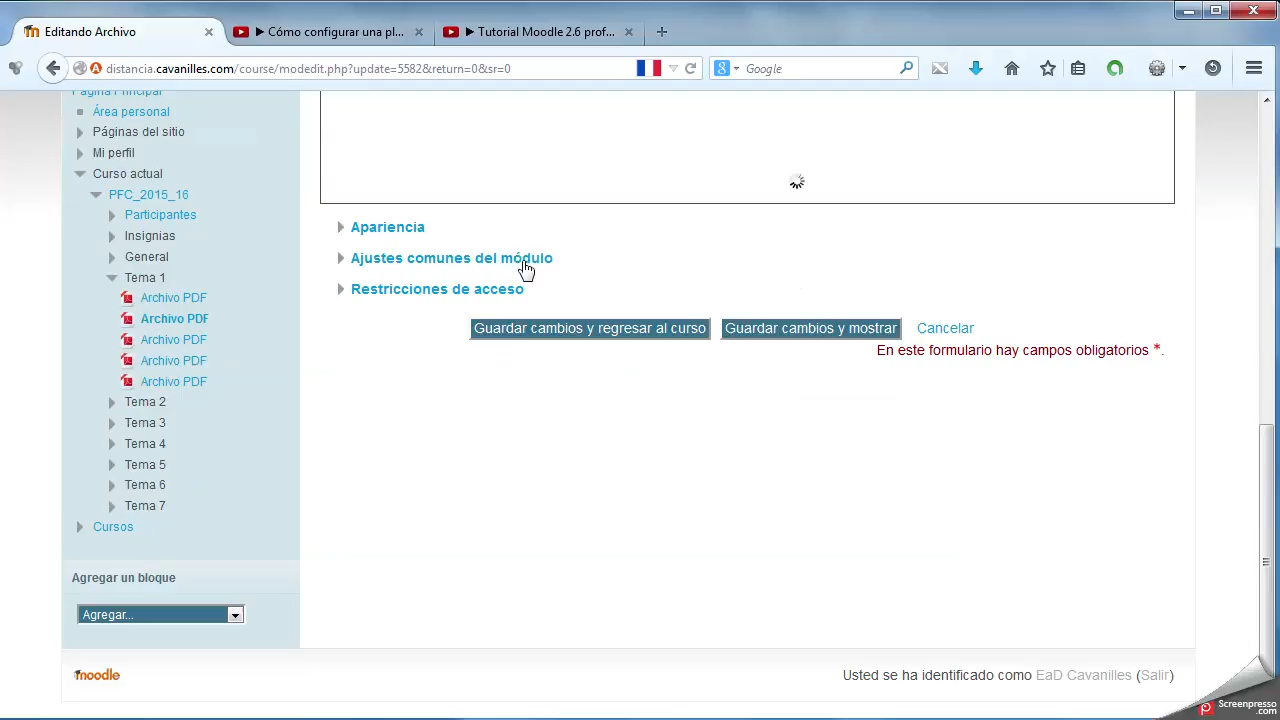 Editando Archivo
▶ Cómo configurar una pl...
▶ Tutorial Moodle 2.6 prof...
distancia.cavanilles.com/course/modedit.php?update=5582&return=0&sr=0
Google
Página Principal
Área personal
Páginas del sitio
Mi perfil
Curso actual
PFC_2015_16
Participantes
Insignias
General
Tema 1
Archivo PDF
Archivo PDF
Archivo PDF
Archivo PDF
Archivo PDF
Tema 2
Tema 3
Tema 4
Tema 5
Tema 6
Tema 7
Cursos
Agregar un bloque
Agregar...
Apariencia
Ajustes comunes del módulo
Restricciones de acceso
Guardar cambios y regresar al curso
Guardar cambios y mostrar
Cancelar
En este formulario hay campos obligatorios *.
moodle
Usted se ha identificado como EaD Cavanilles (Salir)
Screenpresso
.com